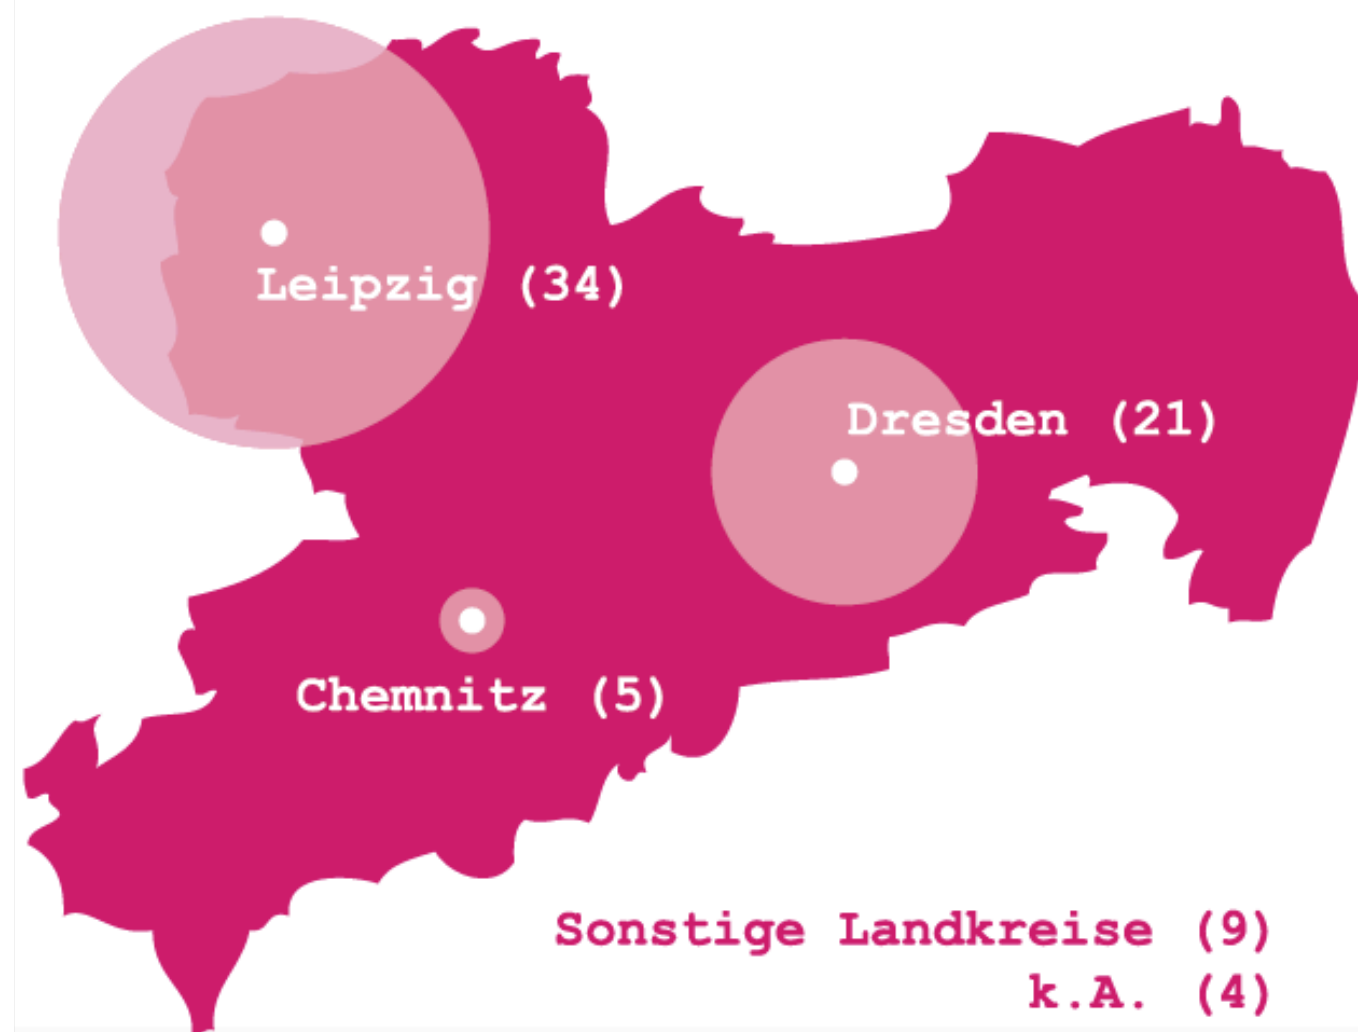 Leipzig (34)
Dresden (21)
Chemnitz (5)
Sonstige Landkreise (9)
k.A. (4)